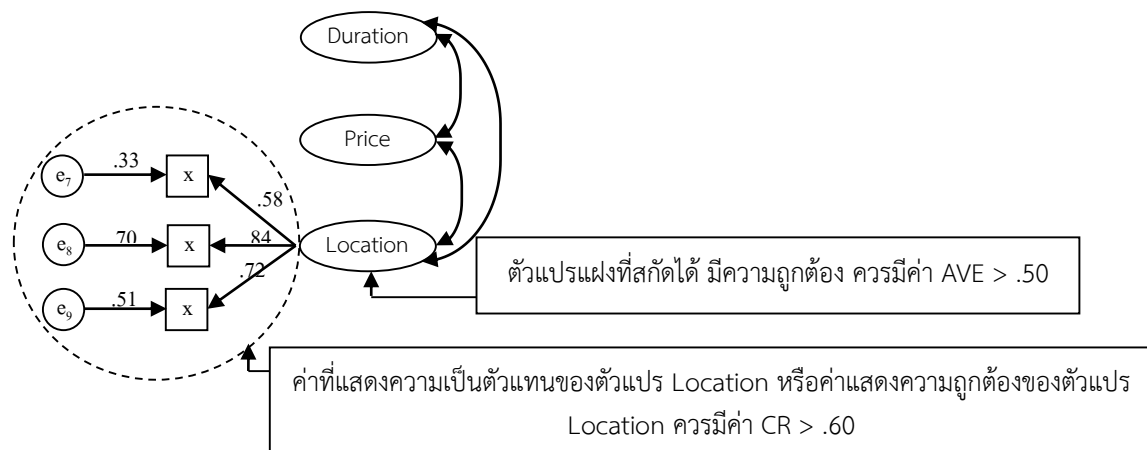 Duration
Price
Location
e7
.33
x
.58
e8
.70
x
.84
e9
.51
x
.72
ตัวแปรแฝงที่สกัดได้ มีความถูกต้อง ควรมีค่า AVE > .50
ค่าที่แสดงความเป็นตัวแทนของตัวแปร Location หรือค่าแสดงความถูกต้องของตัวแปร
Location ควรมีค่า CR > .60